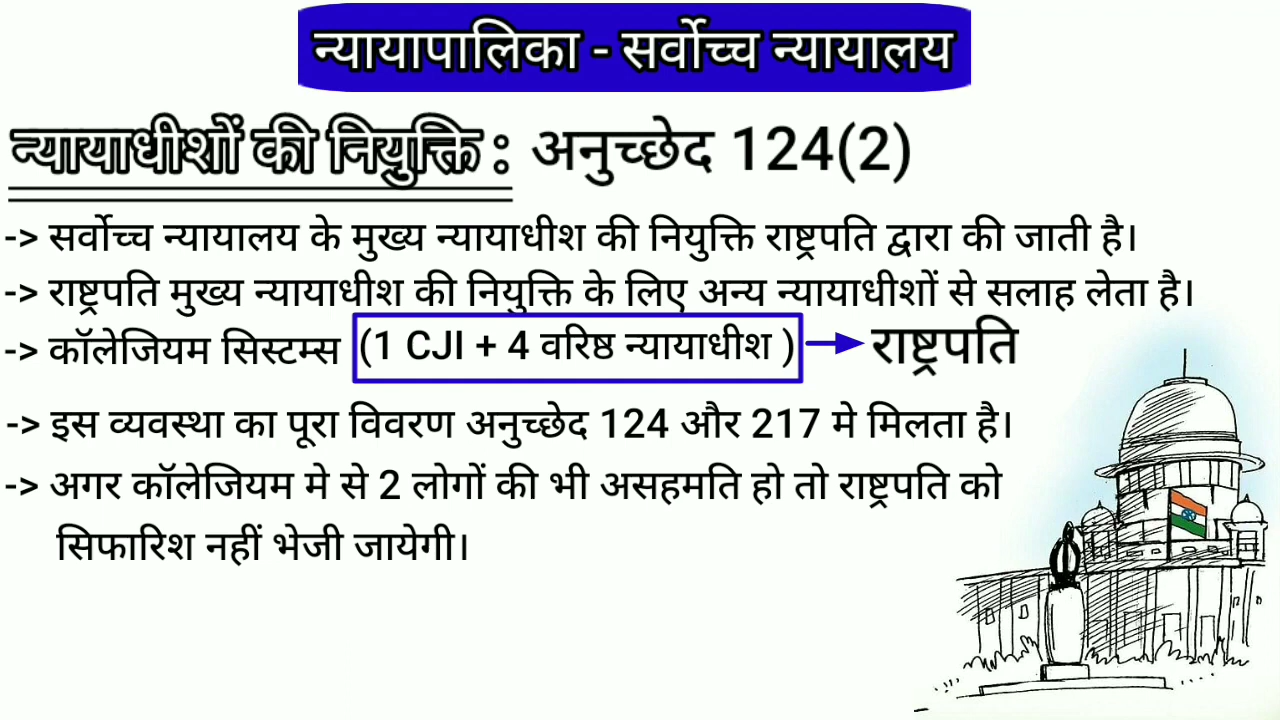 न्यायापालिका - सर्वोच्च न्यायालय
न्यायाधीशों की नियुक्ति : अनुच्छेद 124(2)
-> सर्वोच्च न्यायालय के मुख्य न्यायाधीश की नियुक्ति राष्ट्रपति द्वारा की जाती है।
-> राष्ट्रपति मुख्य न्यायाधीश की नियुक्ति के लिए अन्य न्यायाधीशों से सलाह लेता है।
-> कॉलेजियम सिस्टम्स (1 CJI + 4 वरिष्ठ न्यायाधीश ) राष्ट्रपति
-> इस व्यवस्था का पूरा विवरण अनुच्छेद 124 और 217 मे मिलता है।
-> अगर कॉलेजियम मे से 2 लोगों की भी असहमति हो तो राष्ट्रपति को
सिफारिश नहीं भेजी जायेगी।